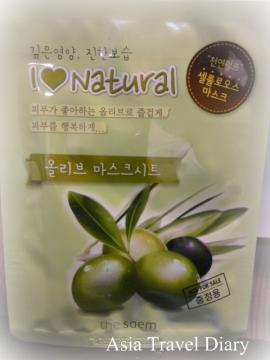 깊은영양, 진한보습
I ♥ Natural
"천연펄프"
셀룰로오스
마스크
피부가 좋아하는 올리브로 즐겁게
피부를 행복하게...
올리브 마스크시트
NOT FOR SALE
증정용
the saem
Asia Travel Diary